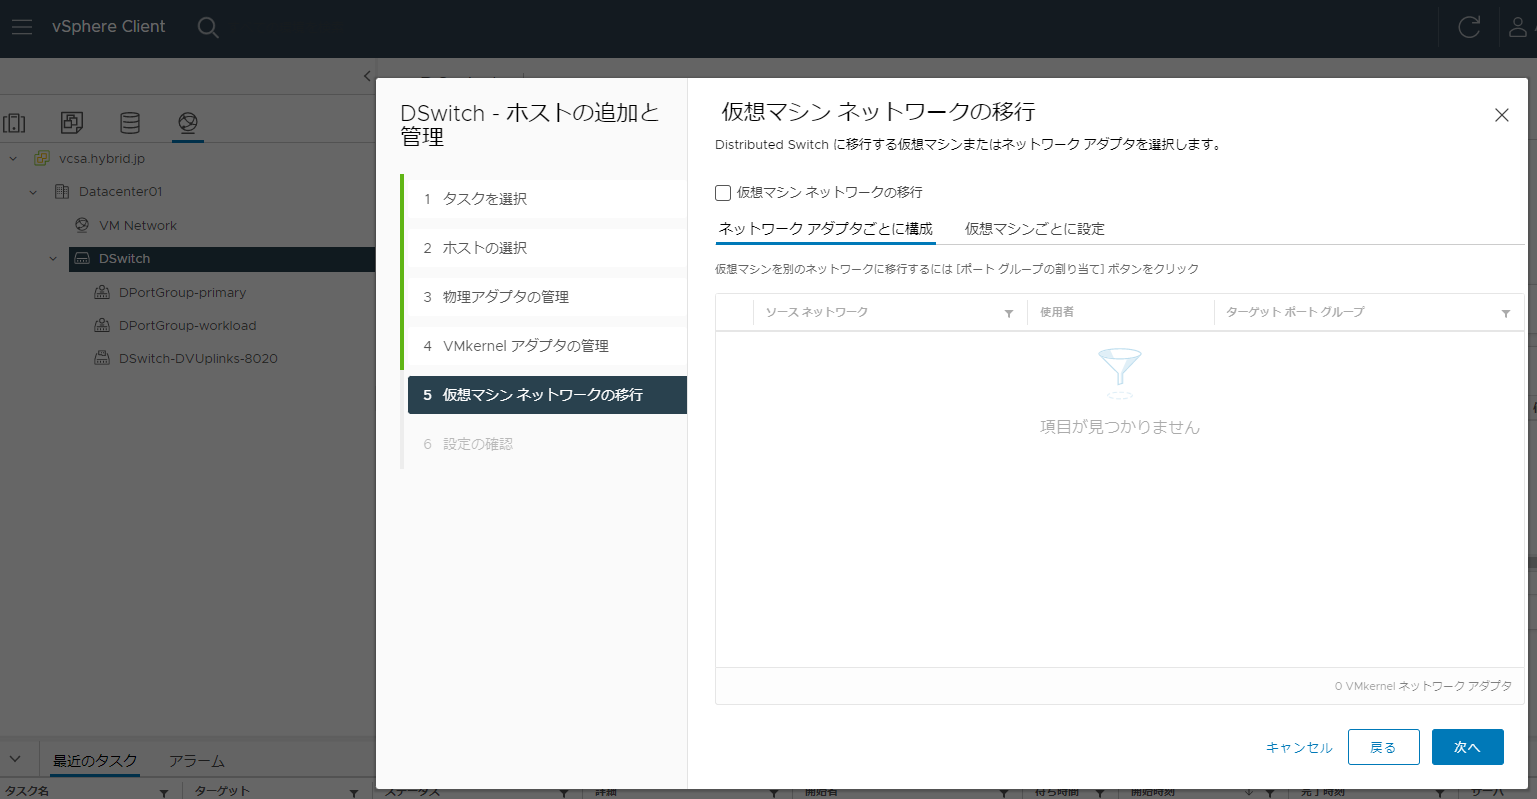 vSphere Client
vcsa.hybrid.jp
Datacenter01
VM Network
DSwitch
DPortGroup-primary
DPortGroup-workload
DSwitch-DVUplinks-8020
DSwitch - ホストの追加と
管理
1 タスクを選択
2 ホストの選択
3 物理アダプタの管理
4 VMkernel アダプタの管理
5 仮想マシン ネットワークの移行
6 設定の確認
仮想マシン ネットワークの移行
Distributed Switch に移行する仮想マシンまたはネットワーク アダプタを選択します。
仮想マシン ネットワークの移行
ネットワーク アダプタごとに構成 仮想マシンごとに設定
仮想マシンを別のネットワークに移行するには [ポート グループの割り当て] ボタンをクリック
ソース ネットワーク 使用者 ターゲット ポート グループ
項目が見つかりません
0 VMkernel ネットワーク アダプタ
キャンセル 戻る 次へ
最近のタスク アラーム
タスク名 ターゲット ステータス 詳細 開始者 待ち時間 開始時刻 完了時刻 サーバ